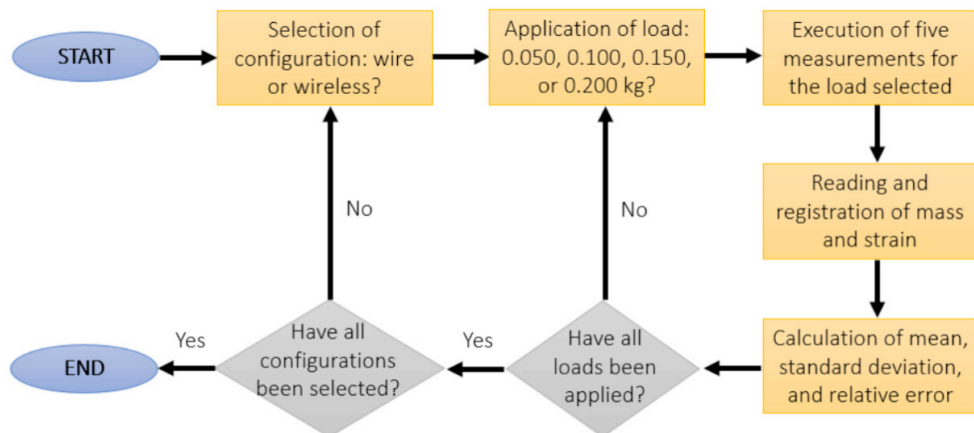 START
Selection of
configuration: wire
or wireless?
Application of load:
0.050, 0.100, 0.150,
or 0.200 kg?
Execution of five
measurements for
the load selected
Reading and
registration of mass
and strain
Calculation of mean,
standard deviation,
and relative error
Have all
loads been
applied?
No
Yes
Have all
configurations
been selected?
No
Yes
END